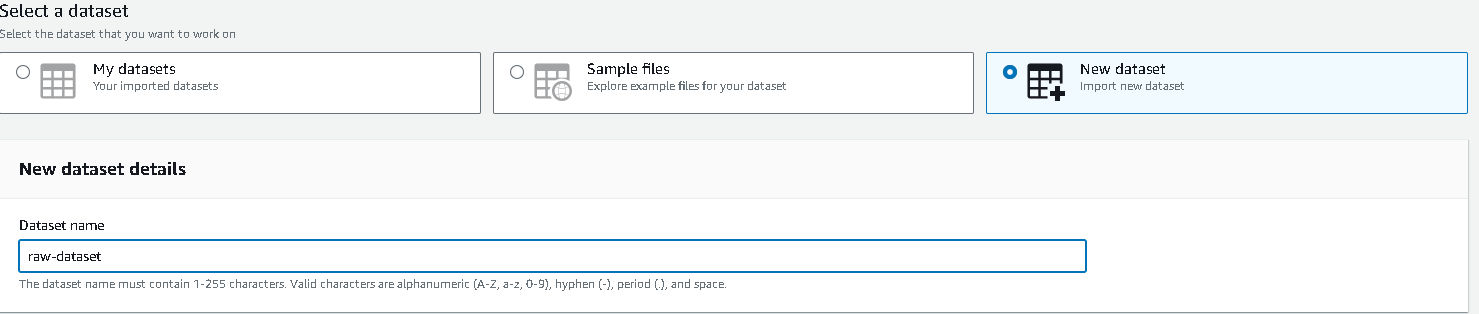 Select a dataset
Select the dataset that you want to work on
My datasets
Your imported datasets
Sample files
Explore example files for your dataset
New dataset
Import new dataset
New dataset details
Dataset name
raw-dataset
The dataset name must contain 1-255 characters. Valid characters are alphanumeric (A-Z, a-z, 0-9), hyphen (-), period (.), and space.